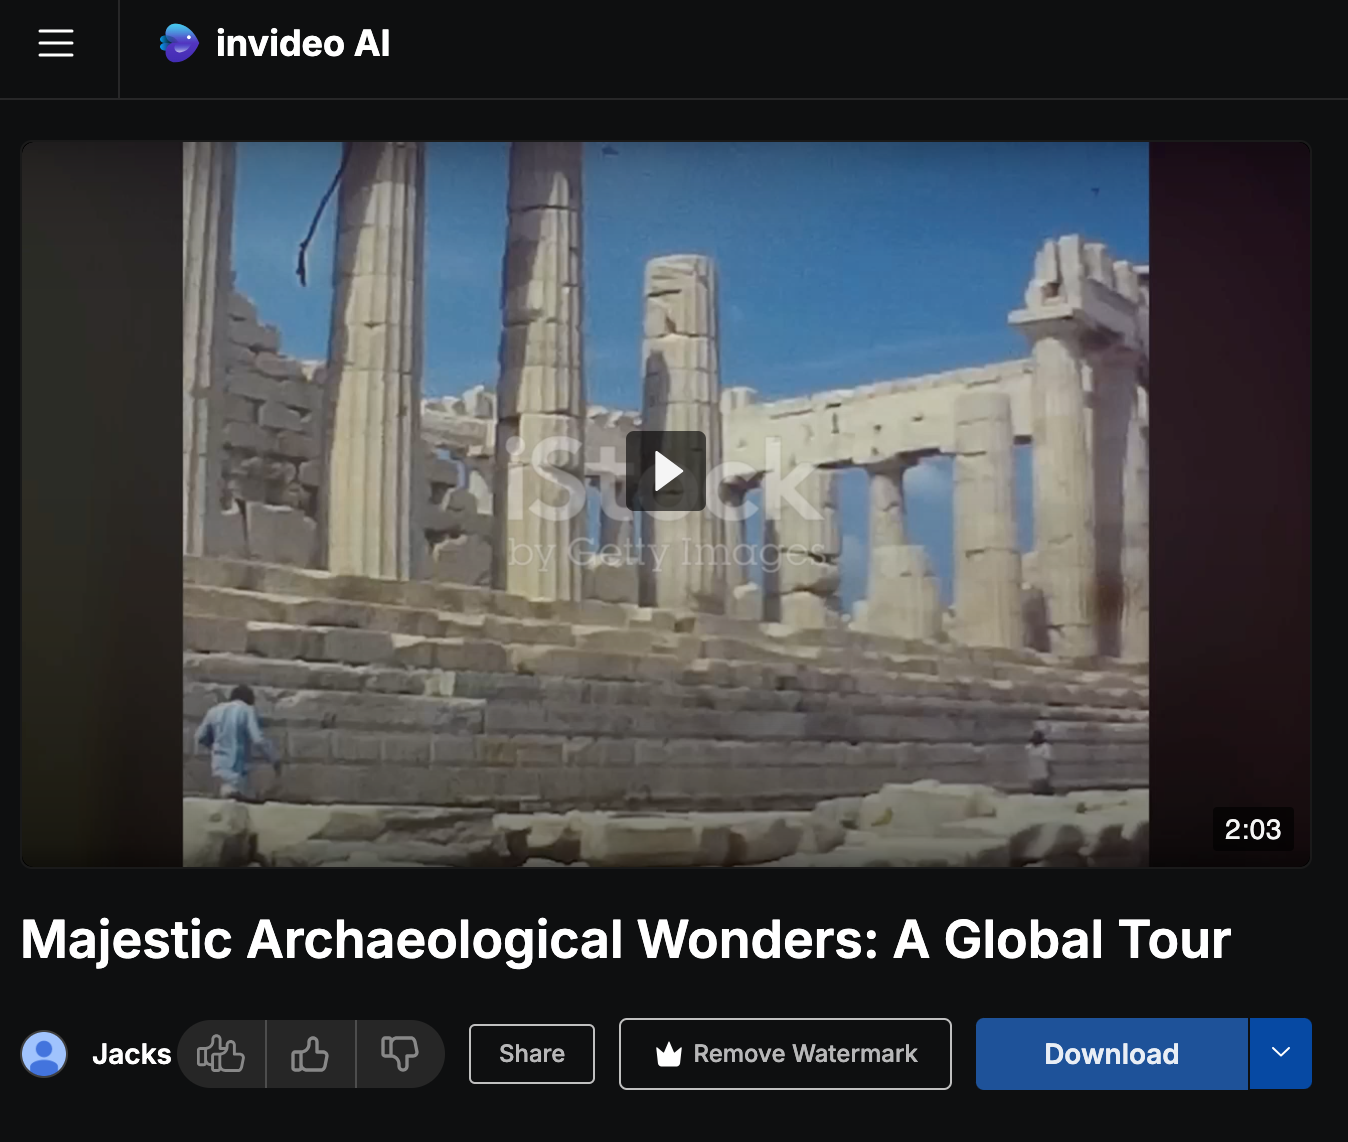 invideo AI
iStock
by Getty Images
2:03
Majestic Archaeological Wonders: A Global Tour
Jacks
Share
Remove Watermark
Download